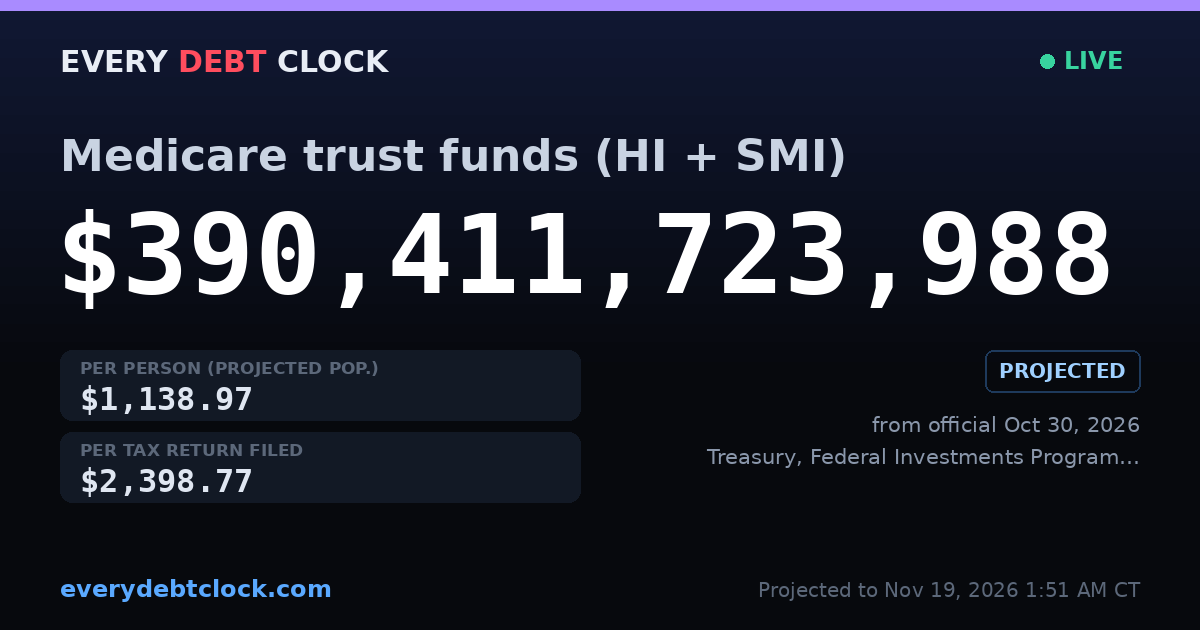 EVERY DEBT CLOCK
LIVE
Medicare trust funds (HI + SMI)
$390,411,723,988
PER PERSON (PROJECTED POP.)
$1,138.97
PER TAX RETURN FILED
$2,398.77
PROJECTED
from official Oct 30, 2026
Treasury, Federal Investments Program…
everydebtclock.com
Projected to Nov 19, 2026 1:51 AM CT